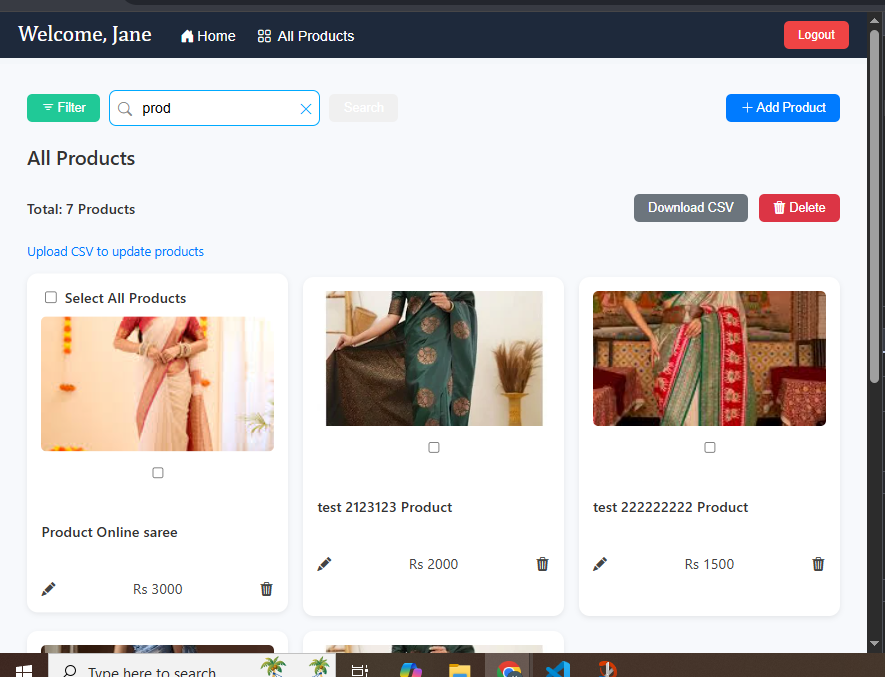 Welcome, Jane Home All Products Logout
Filter prod Search + Add Product
All Products
Total: 7 Products Download CSV Delete
Upload CSV to update products
Select All Products
Product Online saree
Rs 3000
test 2123123 Product
Rs 2000
test 222222222 Product
Rs 1500
Type here to search